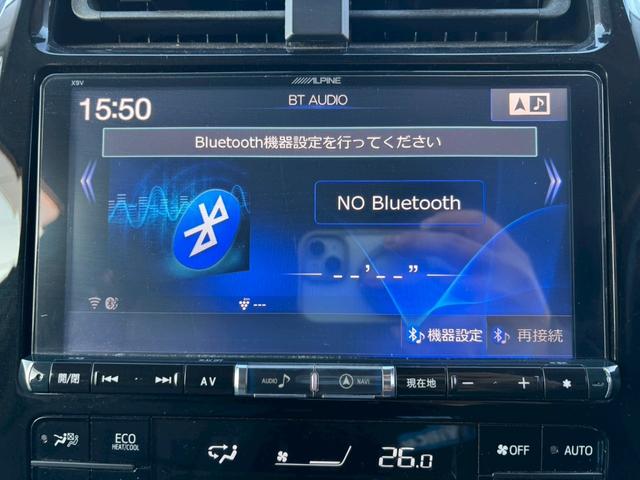 X9V
ALPINE
15:50
BT AUDIO
Bluetooth機器設定を行ってください
NO Bluetooth
--'--"
---
機器設定
再接続
開/閉
AV
AUDIO
NAVI
現在地
ECO
HEAT/COOL
26.0
OFF
AUTO